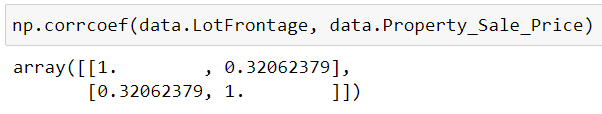 np.corrcoef(data.LotFrontage, data.Property_Sale_Price)
array([[1.        , 0.32062379],
       [0.32062379, 1.        ]])